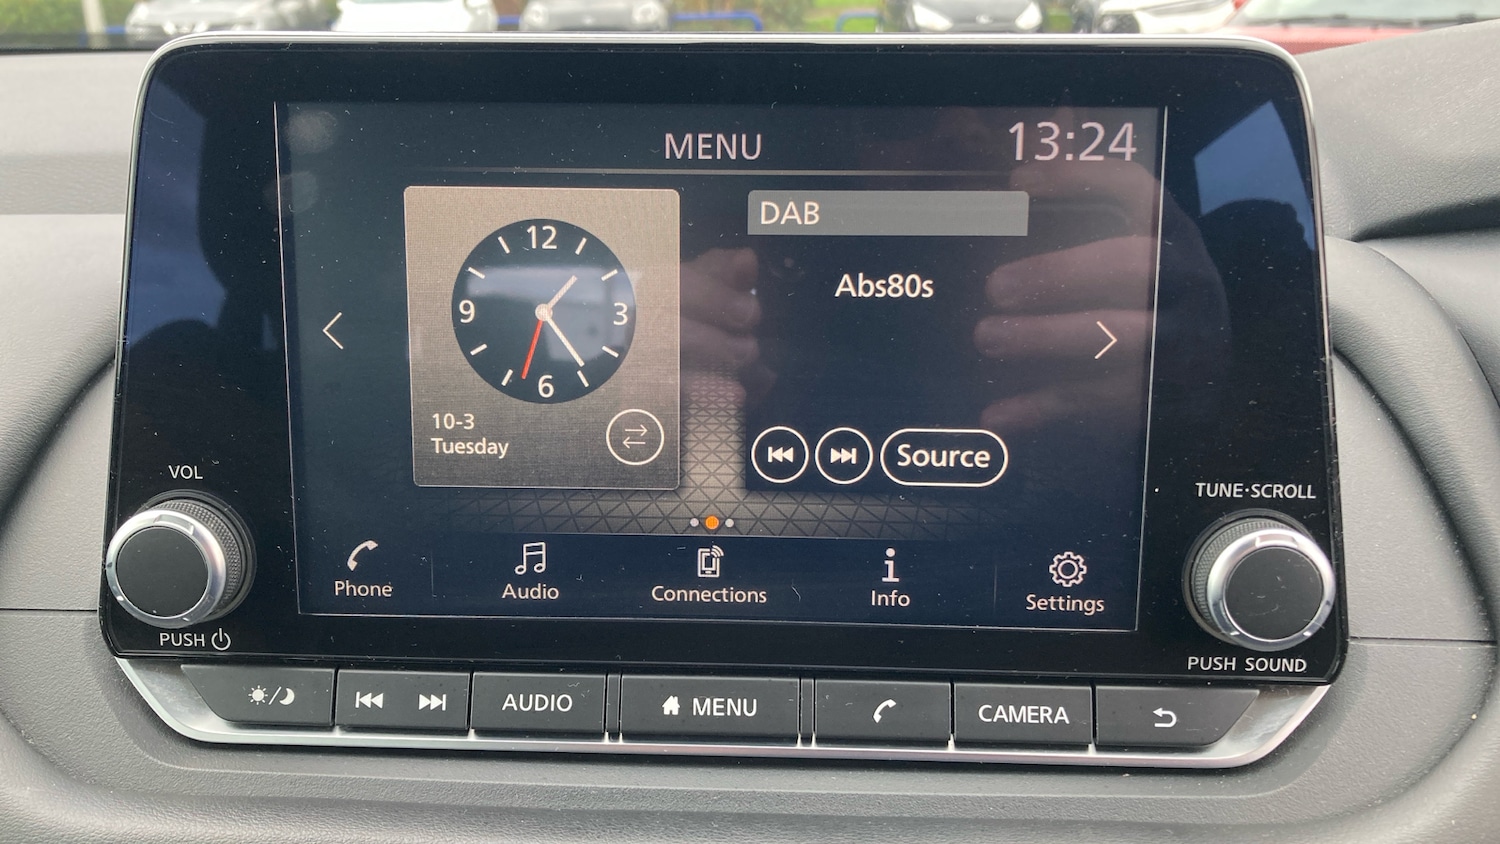 MENU
13:24
12
9
3
6
10-3
Tuesday
DAB
Abs80s
Source
Phone
Audio
Connections
Info
Settings
VOL
PUSH
TUNE·SCROLL
PUSH SOUND
AUDIO
MENU
CAMERA